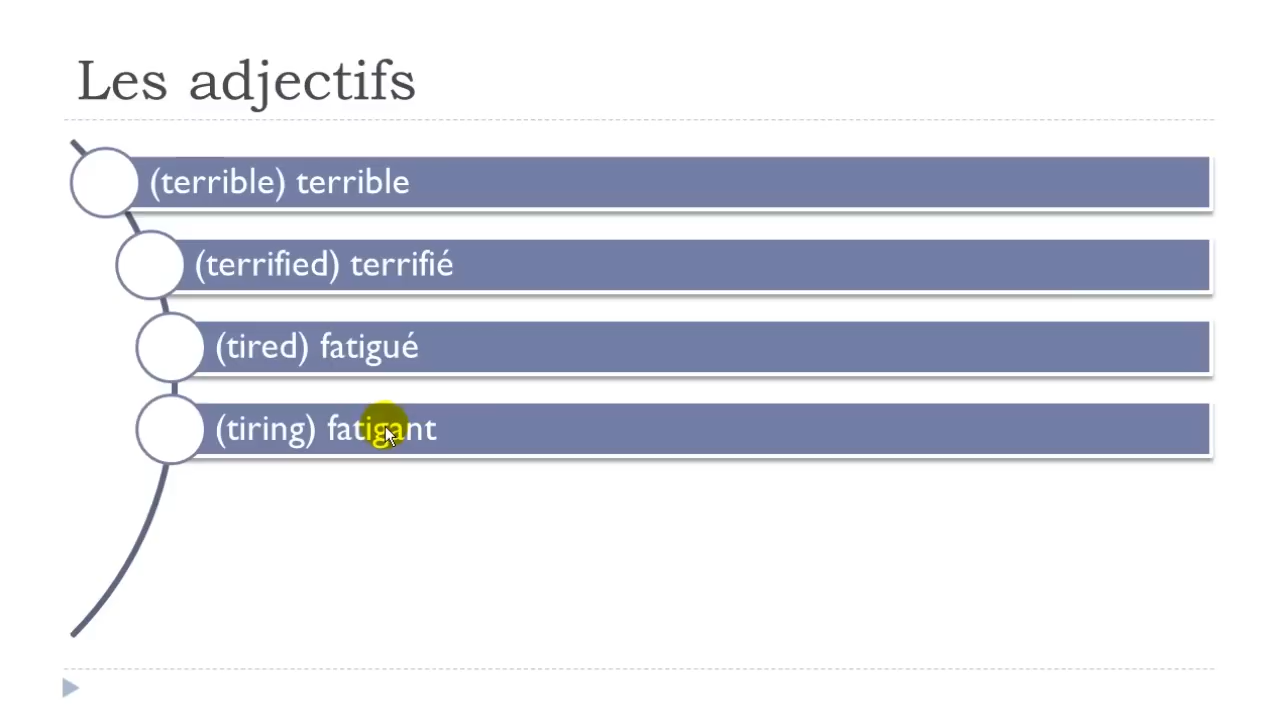 Les adjectifs
(terrible) terrible
(terrified) terrifié
(tired) fatigué
(tiring) fatigant